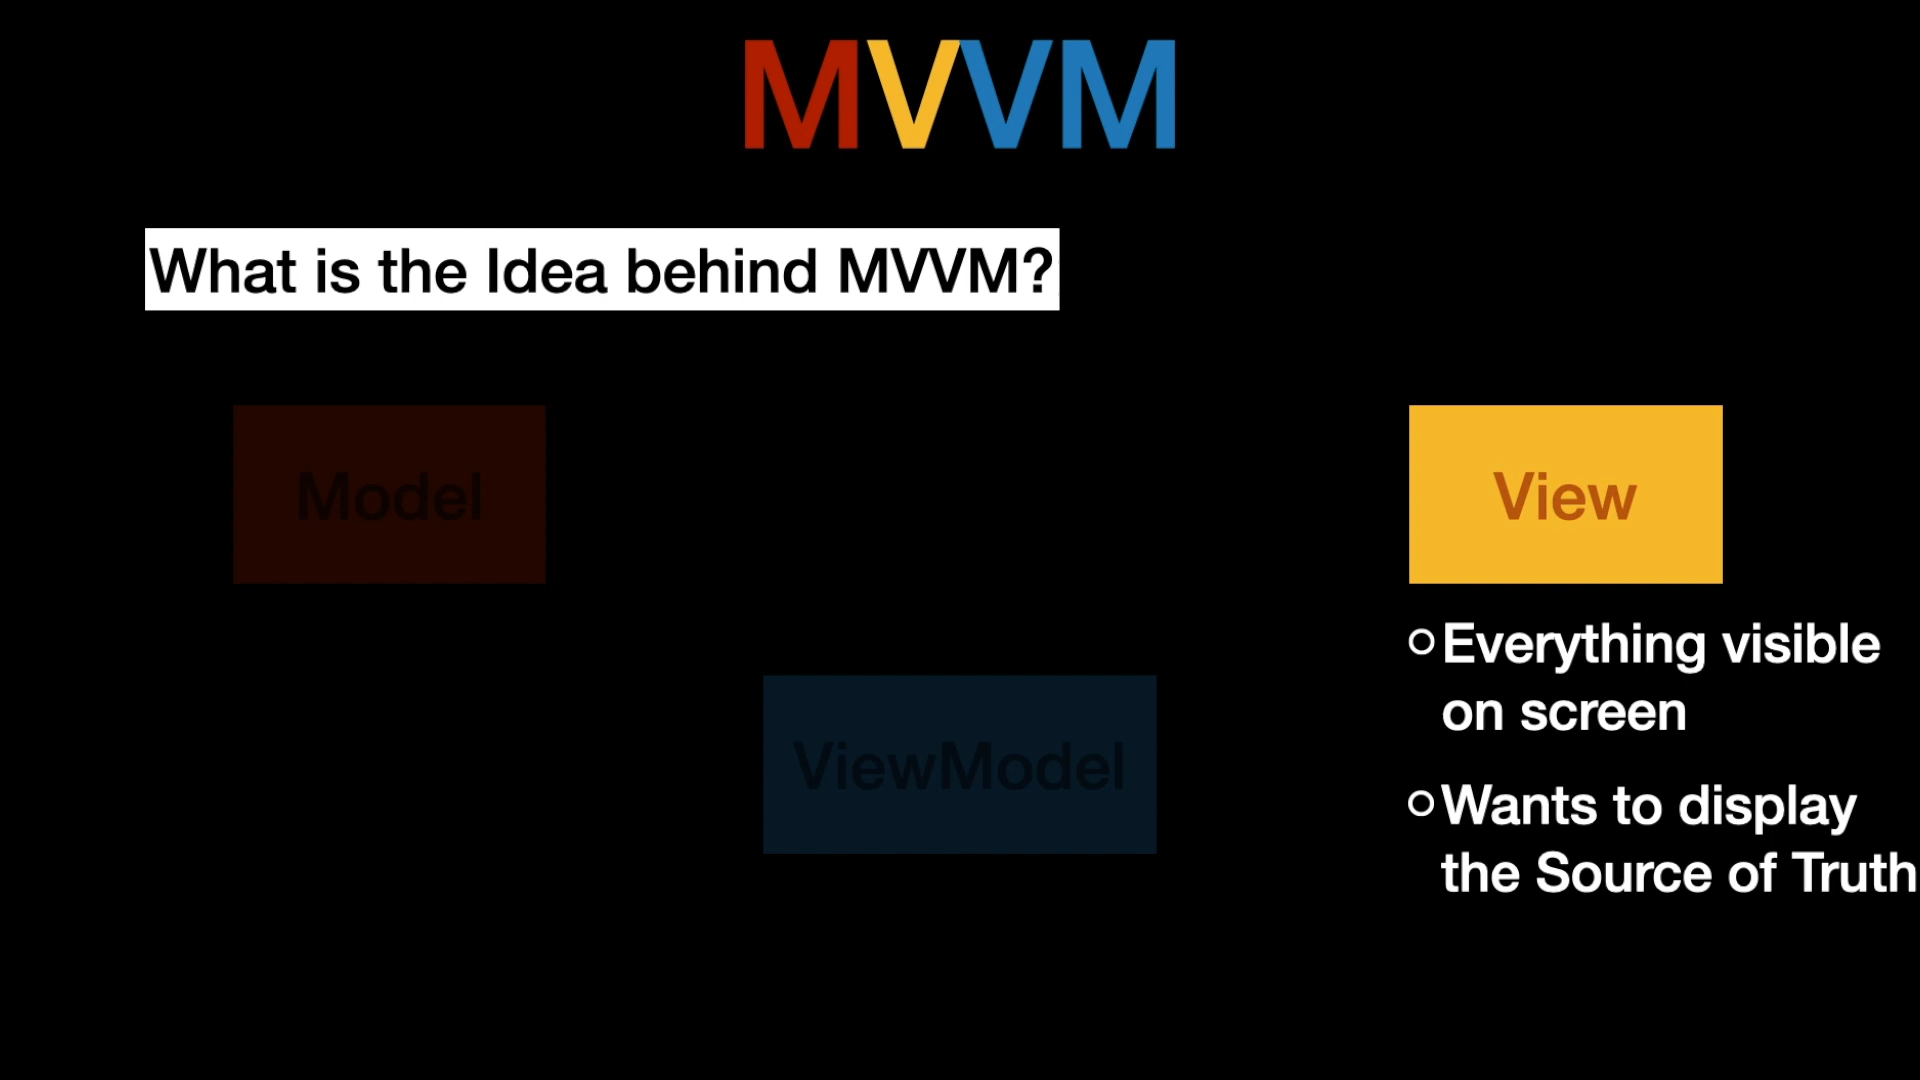 MVVM
What is the Idea behind MVVM?
Model
View
Everything visible
on screen
ViewModel
Wants to display
the Source of Truth